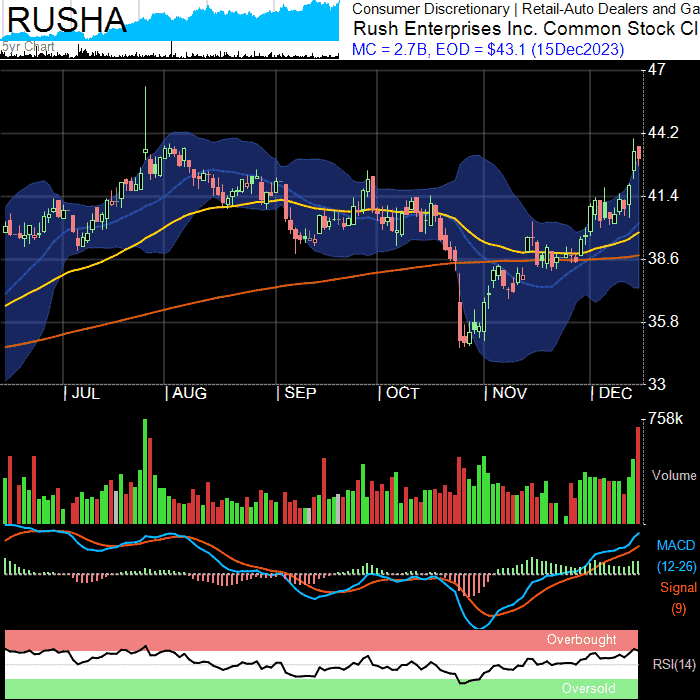 RUSHA
5yr Chart
Consumer Discretionary | Retail-Auto Dealers and Ga
Rush Enterprises Inc. Common Stock Cl
MC = 2.7B, EOD = $43.1 (15Dec2023)
47
44.2
41.4
38.6
35.8
33
| JUL | AUG | SEP | OCT | NOV | DEC
758k
Volume
MACD
(12-26)
Signal
(9)
Overbought
RSI(14)
Oversold